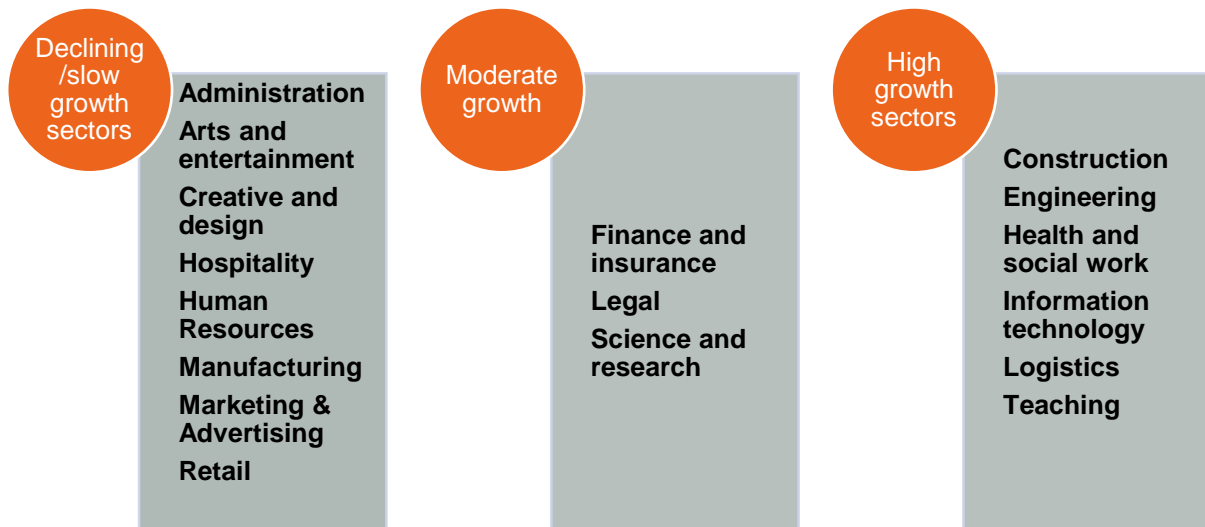 Declining
/slow
growth
sectors
Administration
Arts and
entertainment
Creative and
design
Hospitality
Human
Resources
Manufacturing
Marketing &
Advertising
Retail
Moderate
growth
Finance and
insurance
Legal
Science and
research
High
growth
sectors
Construction
Engineering
Health and
social work
Information
technology
Logistics
Teaching